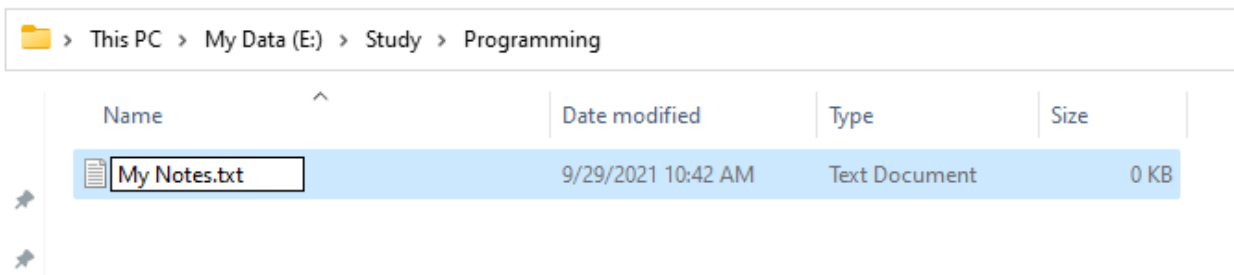 This PC > My Data (E:) > Study > Programming
Name Date modified Type Size
My Notes.txt 9/29/2021 10:42 AM Text Document 0 KB